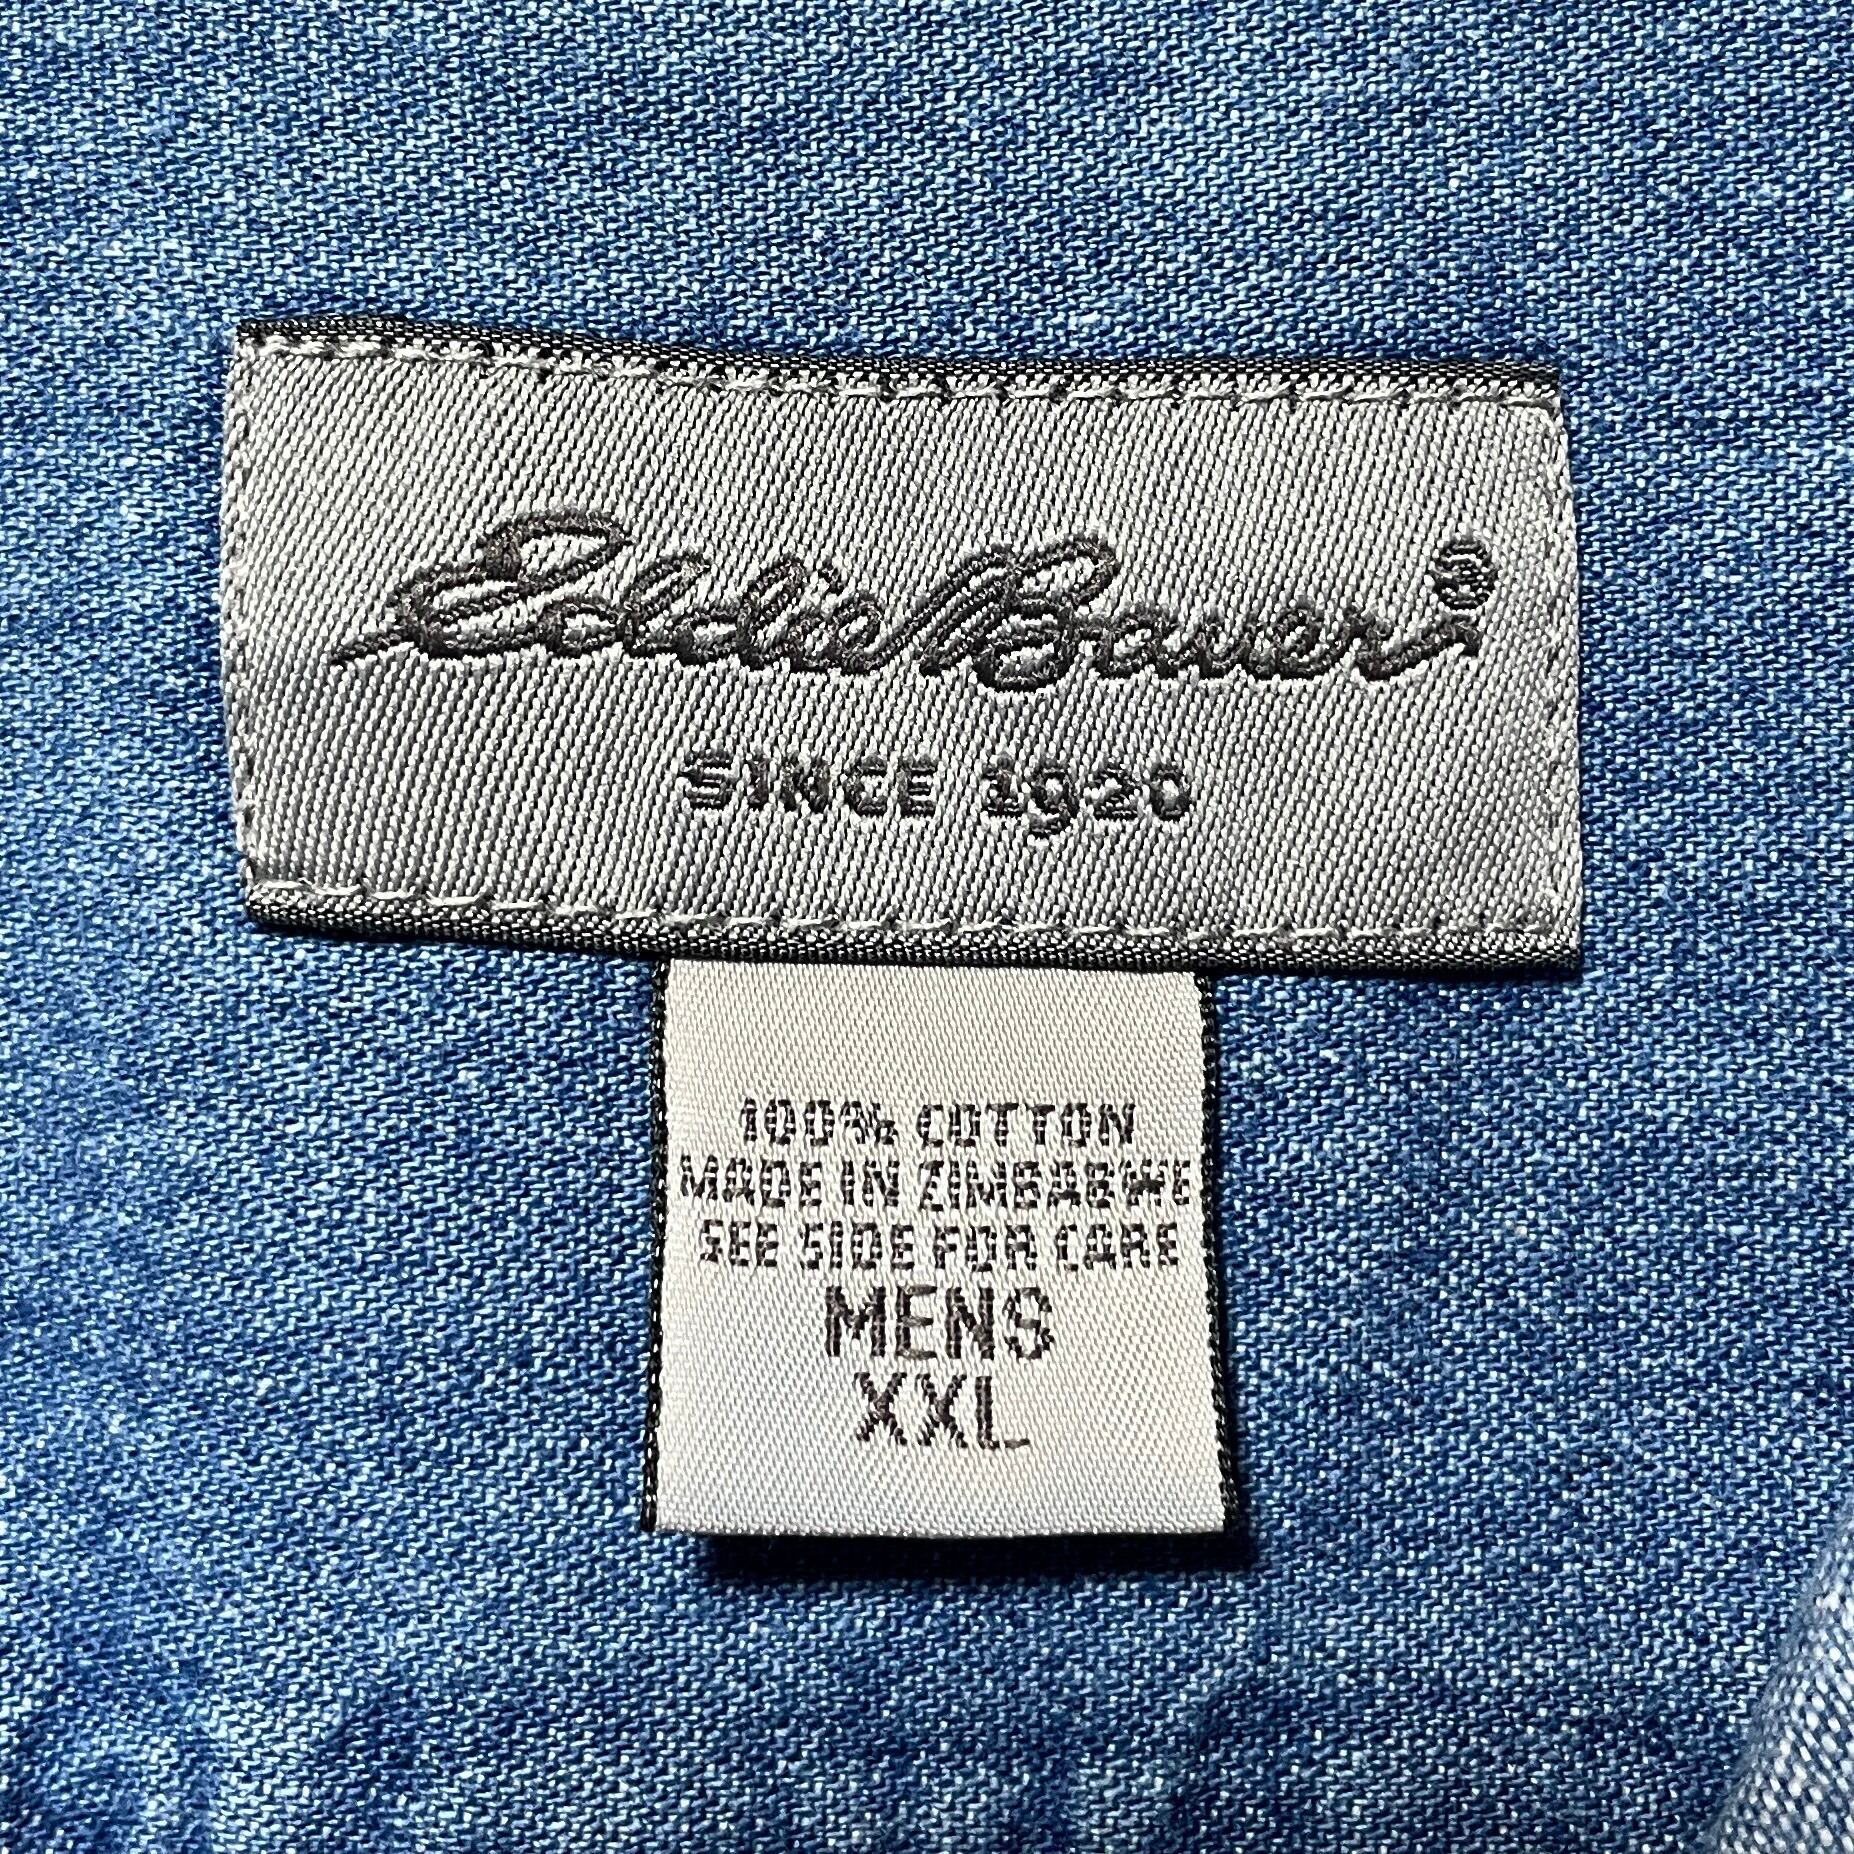 Eddie Bauer®
SINCE 1920
100% COTTON
MADE IN ZIMBABWE
SEE SIDE FOR CARE
MENS
XXL